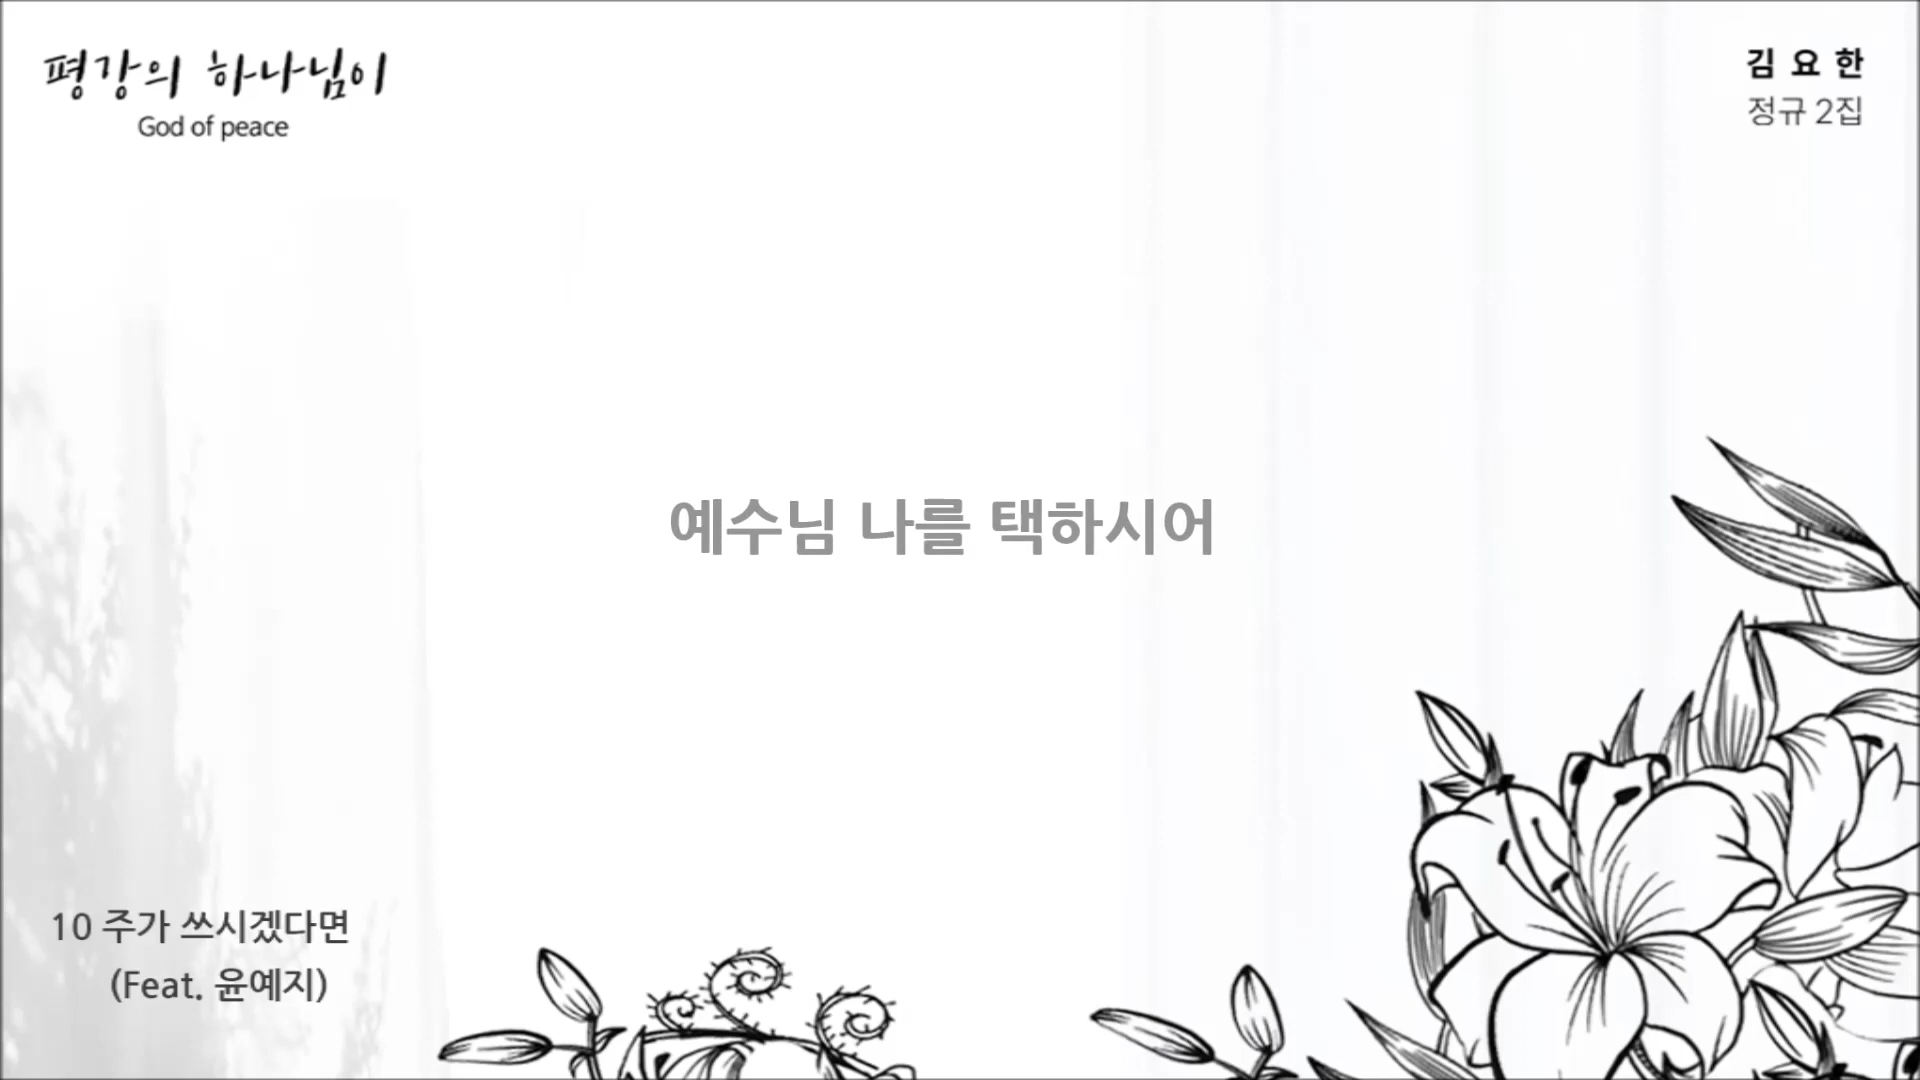 평강의 하나님이
God of peace
김요한
정규 2집
예수님 나를 택하시어
10 주가 쓰시겠다면
(Feat. 윤예지)